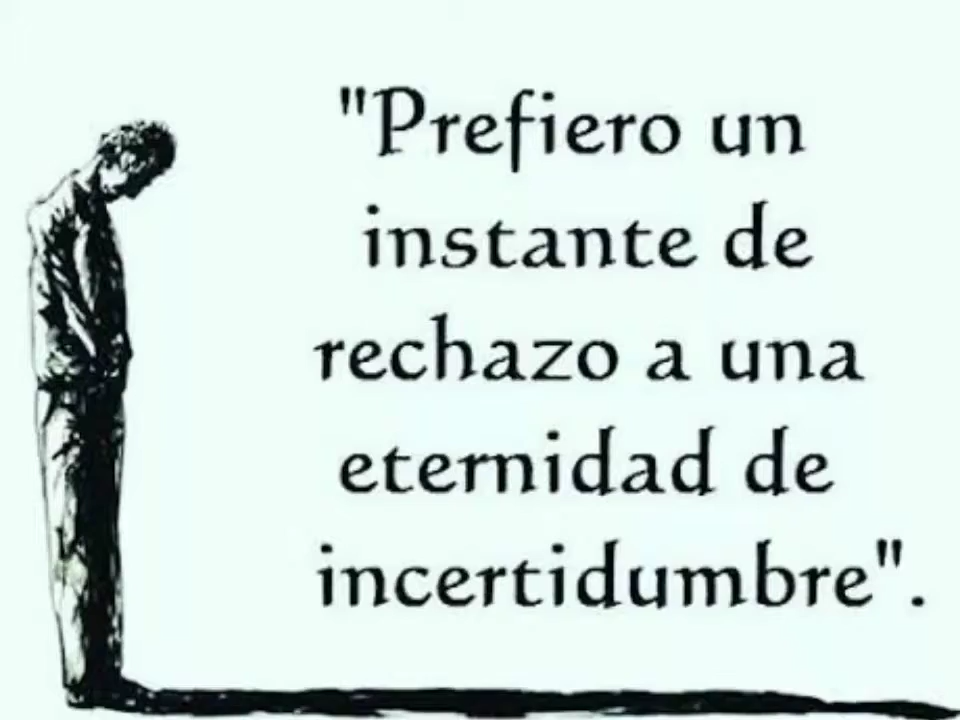 "Prefiero un
instante de
rechazo a una
eternidad de
incertidumbre".